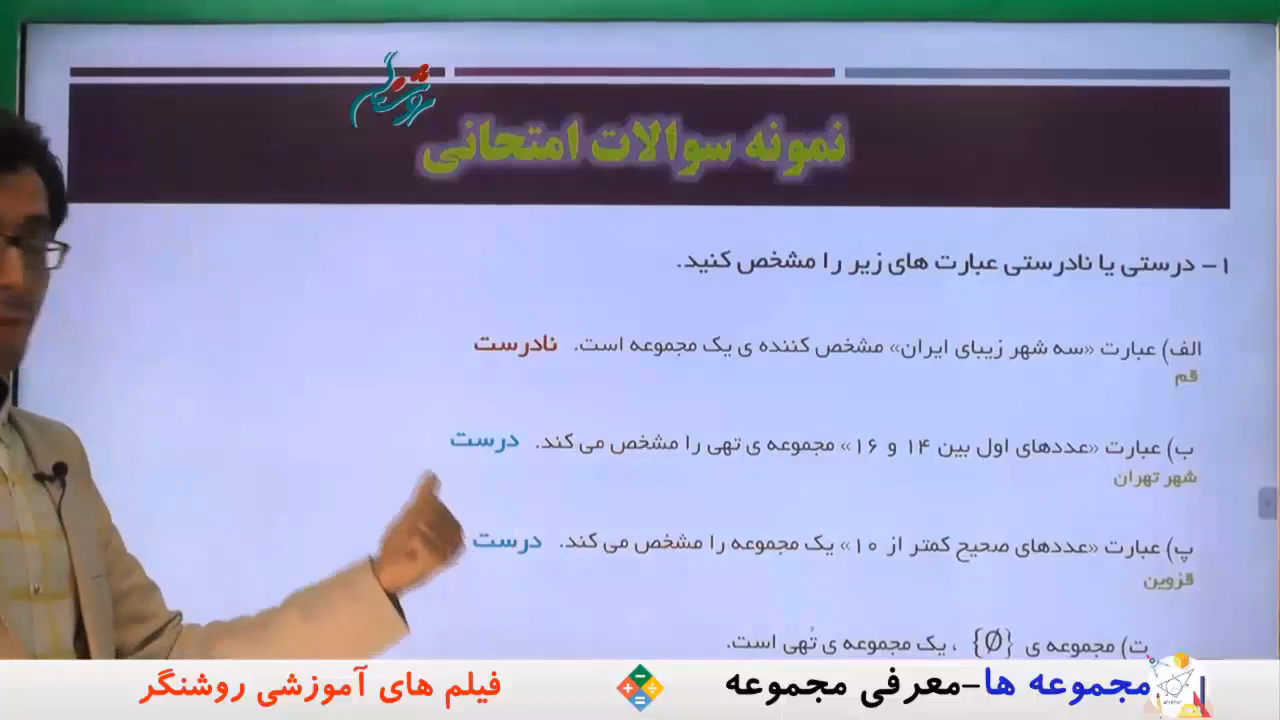 روشنگر
نمونه سوالات امتحانی
۱- درستی یا نادرستی عبارت های زیر را مشخص کنید.
الف) عبارت «سه شهر زیبای ایران» مشخص کننده ی یک مجموعه است. نادرست
قم
ب) عبارت «عددهای اول بین ۱۴ و ۱۶» مجموعه ی تهی را مشخص می کند. درست
شهر تهران
پ) عبارت «عددهای صحیح کمتر از ۱۰» یک مجموعه را مشخص می کند. درست
قزوین
ت) مجموعه ی {Ø} ، یک مجموعه ی تُهی است.
مجموعه ها-معرفی مجموعه
فیلم های آموزشی روشنگر